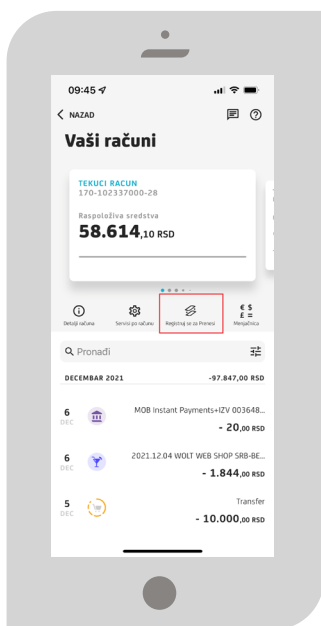 09:45
NAZAD
Vaši računi
TEKUCI RACUN
170-102337000-28
Raspoloživa sredstva
58.614,10 RSD
Detalji računa
Servisi po računu
Registruj se za Prenesi
Menjačnica
Pronađi
DECEMBAR 2021 -97.847,00 RSD
6 DEC
MOB Instant Payments+IZV 003648...
- 20,00 RSD
6 DEC
2021.12.04 WOLT WEB SHOP SRB-BE...
- 1.844,00 RSD
5 DEC
Transfer
- 10.000,00 RSD